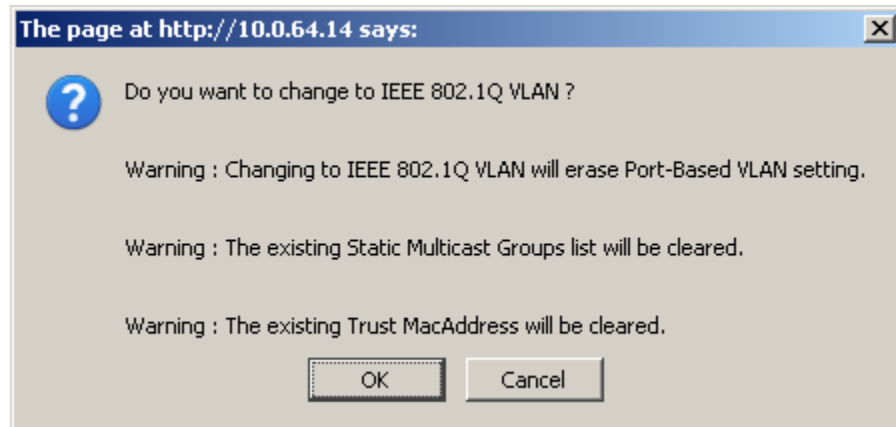 The page at http://10.0.64.14 says:
Do you want to change to IEEE 802.1Q VLAN ?
Warning : Changing to IEEE 802.1Q VLAN will erase Port-Based VLAN setting.
Warning : The existing Static Multicast Groups list will be cleared.
Warning : The existing Trust MacAddress will be cleared.
OK
Cancel